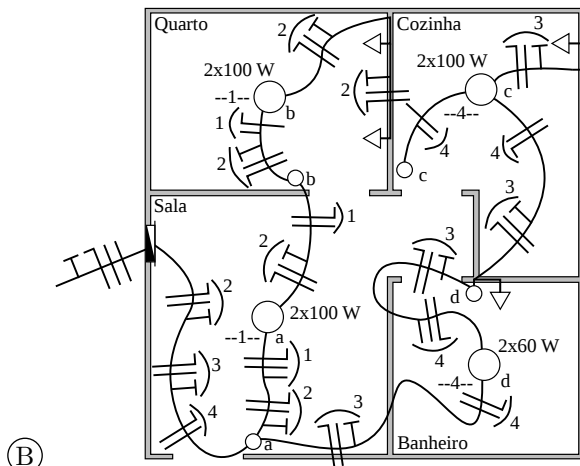 Quarto
Cozinha
2
3
2x100 W
2x100 W
--1--
b
2
c
1
--4--
2
4
4
b
c
3
Sala
1
3
2
d
2
2x100 W
--1--
a
2x60 W
1
4
3
--4--
d
2
4
3
4
a
Banheiro
B